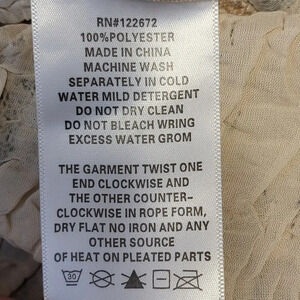 RN#122672
100%POLYESTER
MADE IN CHINA
MACHINE WASH
SEPARATELY IN COLD
WATER MILD DETERGENT
DO NOT DRY CLEAN
DO NOT BLEACH WRING
EXCESS WATER GROM
THE GARMENT TWIST ONE
END CLOCKWISE AND
THE OTHER COUNTER-
CLOCKWISE IN ROPE FORM,
DRY FLAT NO IRON AND ANY
OTHER SOURCE
OF HEAT ON PLEATED PARTS
30